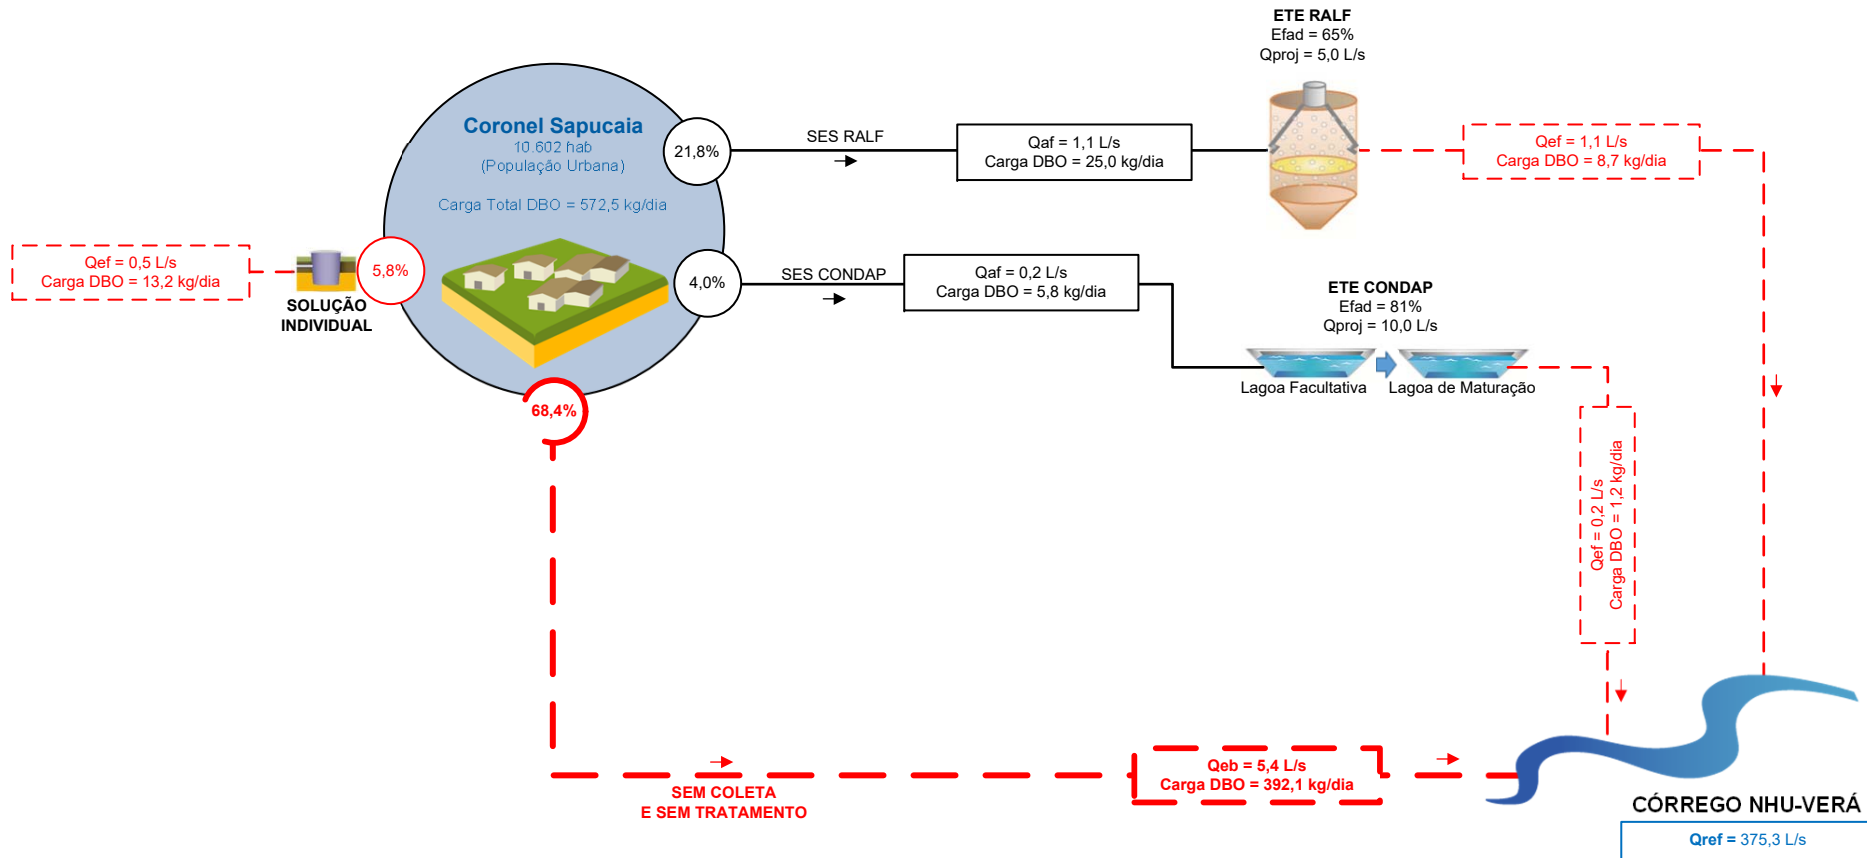 ETE RALF
Efad = 65%
Qproj = 5,0 L/s
Coronel Sapucaia
10.602 hab
(População Urbana)
Carga Total DBO = 572,5 kg/dia
21,8%
SES RALF
Qaf = 1,1 L/s
Carga DBO = 25,0 kg/dia
Qef = 1,1 L/s
Carga DBO = 8,7 kg/dia
Qef = 0,5 L/s
Carga DBO = 13,2 kg/dia
SOLUÇÃO
INDIVIDUAL
5,8%
4,0%
SES CONDAP
Qaf = 0,2 L/s
Carga DBO = 5,8 kg/dia
ETE CONDAP
Efad = 81%
Qproj = 10,0 L/s
Lagoa Facultativa
Lagoa de Maturação
68,4%
Qef = 0,2 L/s
Carga DBO = 1,2 kg/dia
SEM COLETA
E SEM TRATAMENTO
Qeb = 5,4 L/s
Carga DBO = 392,1 kg/dia
CÓRREGO NHU-VERÁ
Qref = 375,3 L/s